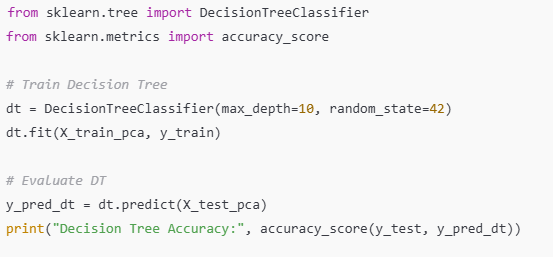 from sklearn.tree import DecisionTreeClassifier
from sklearn.metrics import accuracy_score
# Train Decision Tree
dt = DecisionTreeClassifier(max_depth=10, random_state=42)
dt.fit(X_train_pca, y_train)
# Evaluate DT
y_pred_dt = dt.predict(X_test_pca)
print("Decision Tree Accuracy:", accuracy_score(y_test, y_pred_dt))